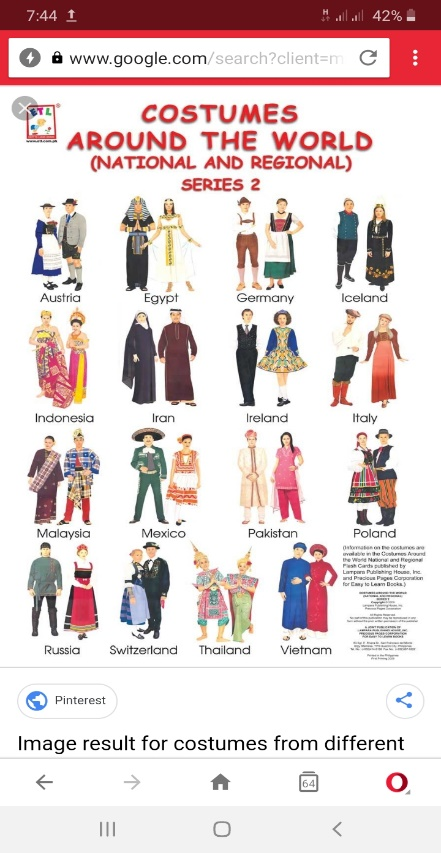 7:44
42%
www.google.com/search?client=m
ETL
COSTUMES
AROUND THE WORLD
(NATIONAL AND REGIONAL)
SERIES 2
Austria Egypt Germany Iceland
Indonesia Iran Ireland Italy
Malaysia Mexico Pakistan Poland
(Information on the costumes are
available in the Costumes Around
the World National and Regional
Flash Cards published by
Lampara Publishing House, Inc.
and Precious Pages Corporation
for Easy to Learn Books.)
Russia Switzerland Thailand Vietnam
Pinterest
Image result for costumes from different
64